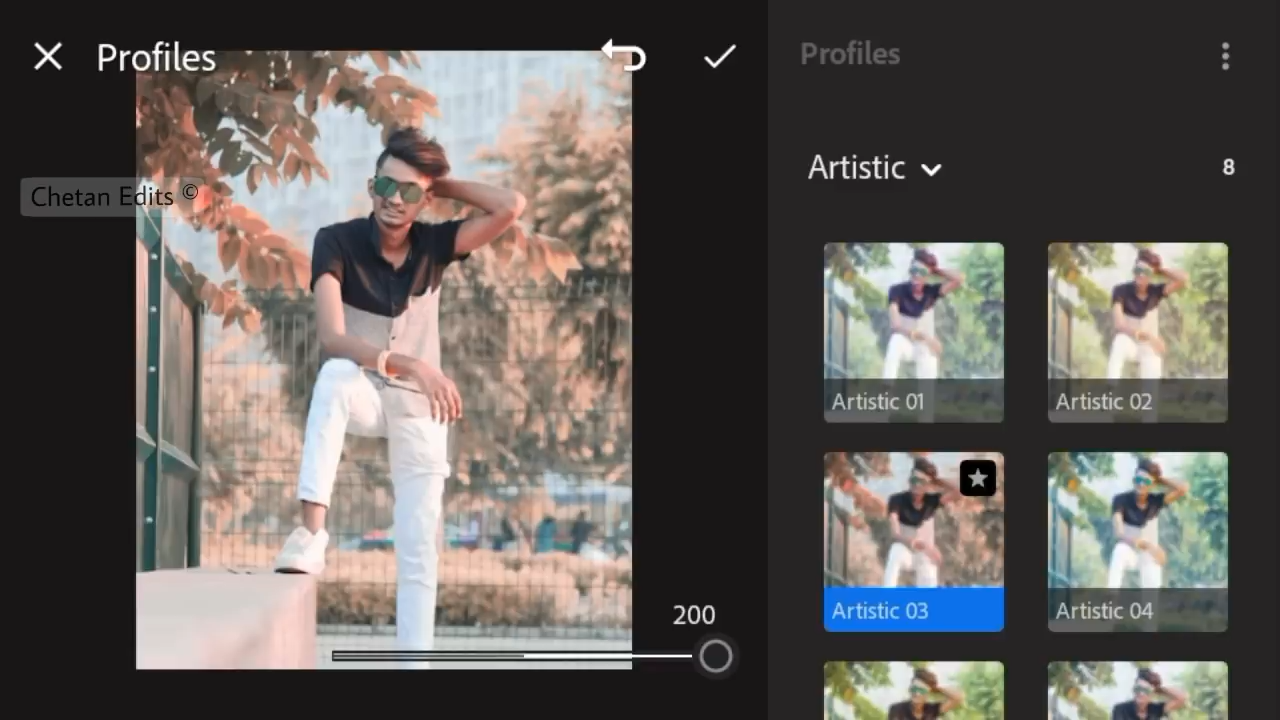 Profiles
Chetan Edits ©
200
Profiles
Artistic
8
Artistic 01
Artistic 02
Artistic 03
Artistic 04